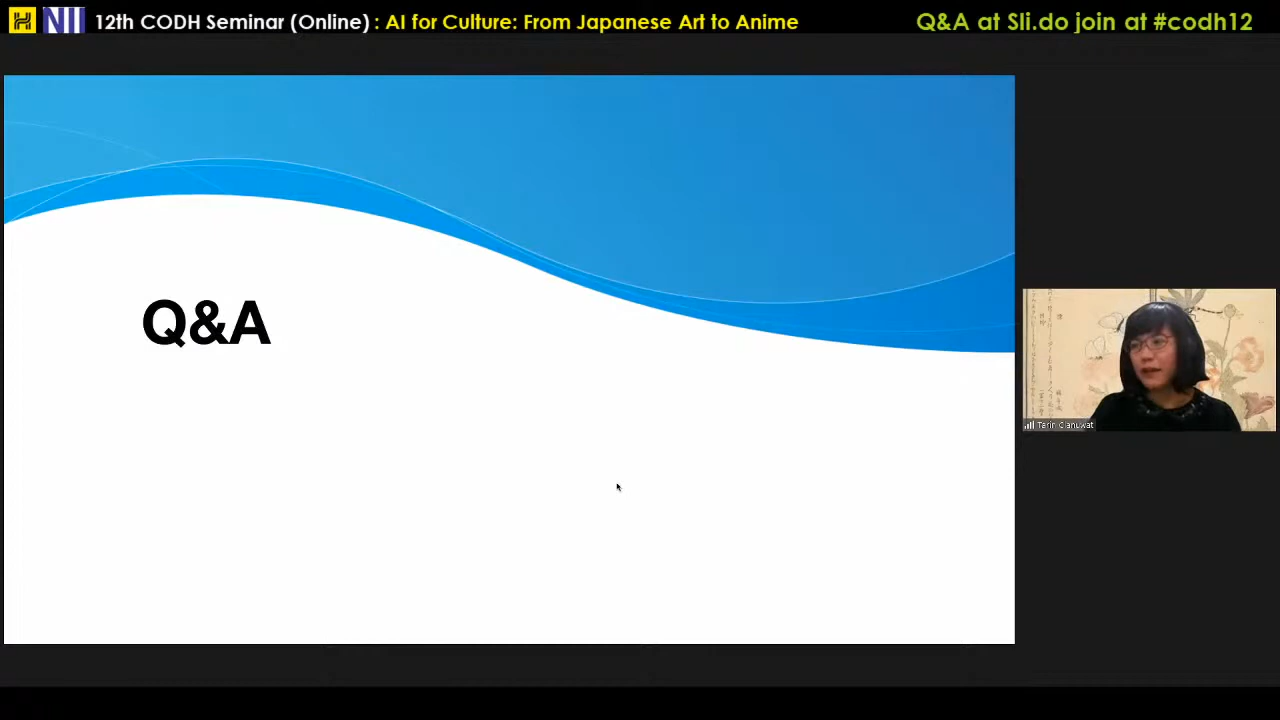 12th CODH Seminar (Online) : AI for Culture: From Japanese Art to Anime
Q&A at Sli.do join at #codh12
Q&A
Tarin Clanuwat